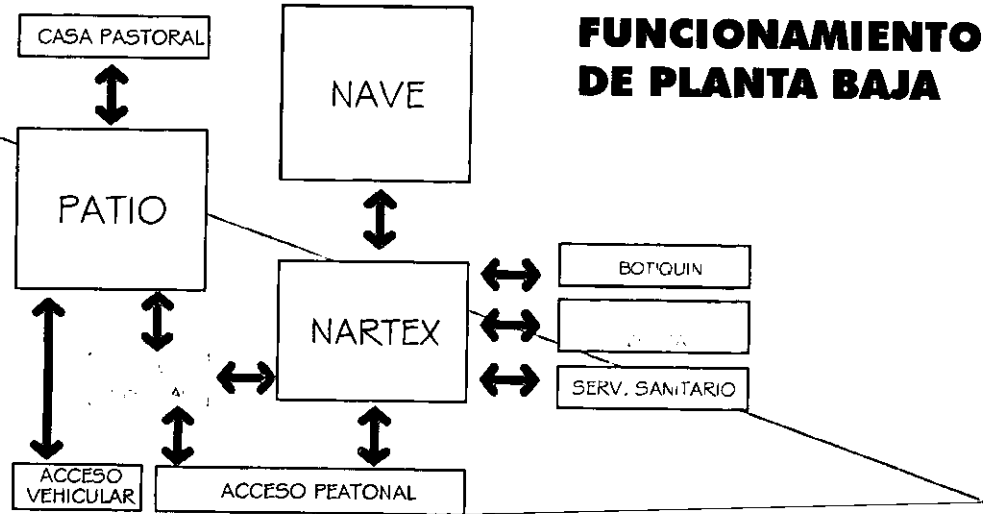 FUNCIONAMIENTO
DE PLANTA BAJA
CASA PASTORAL
NAVE
PATIO
BOTIQUIN
NARTEX
SERV. SANITARIO
ACCESO
VEHICULAR
ACCESO PEATONAL